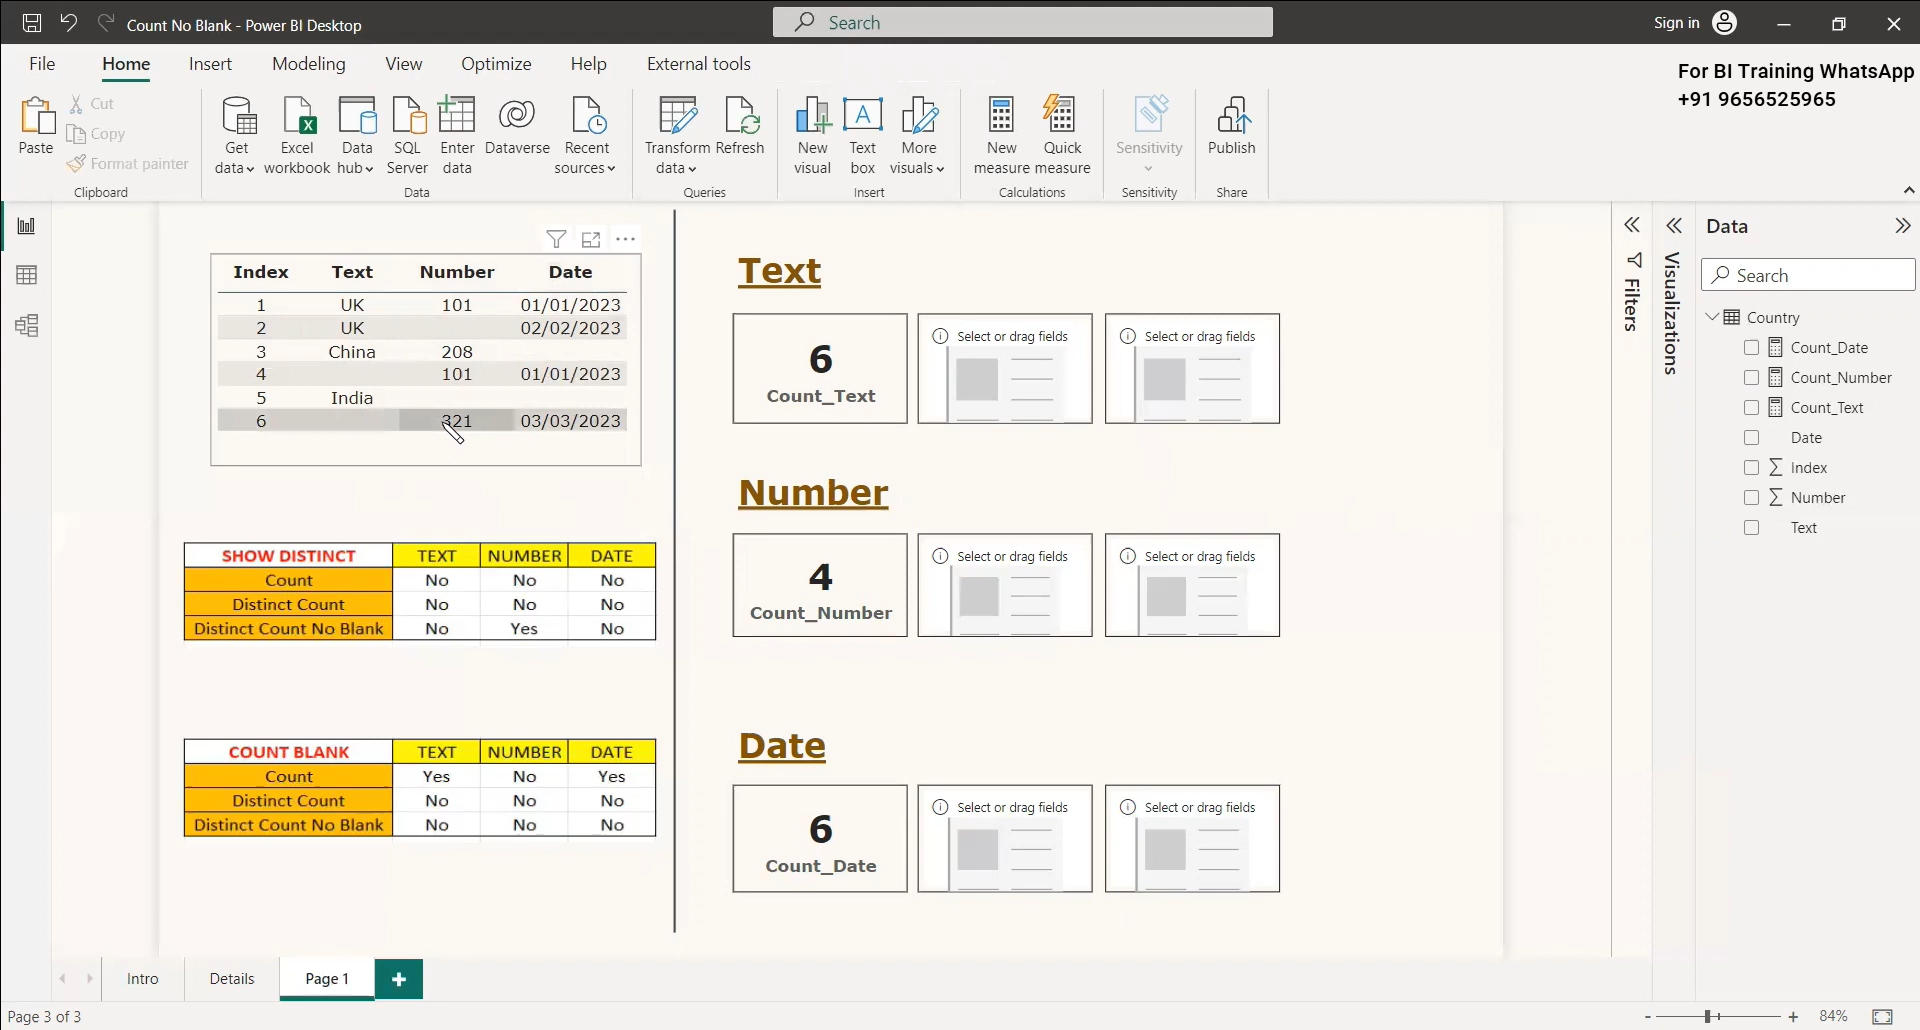 Count No Blank - Power BI Desktop
Search
Sign in
File Home Insert Modeling View Optimize Help External tools
For BI Training WhatsApp
+91 9656525965
Paste
Cut
Copy
Format painter
Clipboard
Get data
Excel workbook
Data hub
SQL Server
Enter data
Dataverse
Recent sources
Data
Transform data
Refresh
Queries
New visual
Text box
More visuals
Insert
New measure
Quick measure
Calculations
Sensitivity
Sensitivity
Publish
Share
Index Text Number Date
1 UK 101 01/01/2023
2 UK 02/02/2023
3 China 208
4 101 01/01/2023
5 India
6 321 03/03/2023
SHOW DISTINCT TEXT NUMBER DATE
Count No No No
Distinct Count No No No
Distinct Count No Blank No Yes No
COUNT BLANK TEXT NUMBER DATE
Count Yes No Yes
Distinct Count No No No
Distinct Count No Blank No No No
Text
6
Count_Text
Select or drag fields
Select or drag fields
Number
4
Count_Number
Select or drag fields
Select or drag fields
Date
6
Count_Date
Select or drag fields
Select or drag fields
Filters
Visualizations
Data
Search
Country
Count_Date
Count_Number
Count_Text
Date
Index
Number
Text
Intro Details Page 1
Page 3 of 3
84%